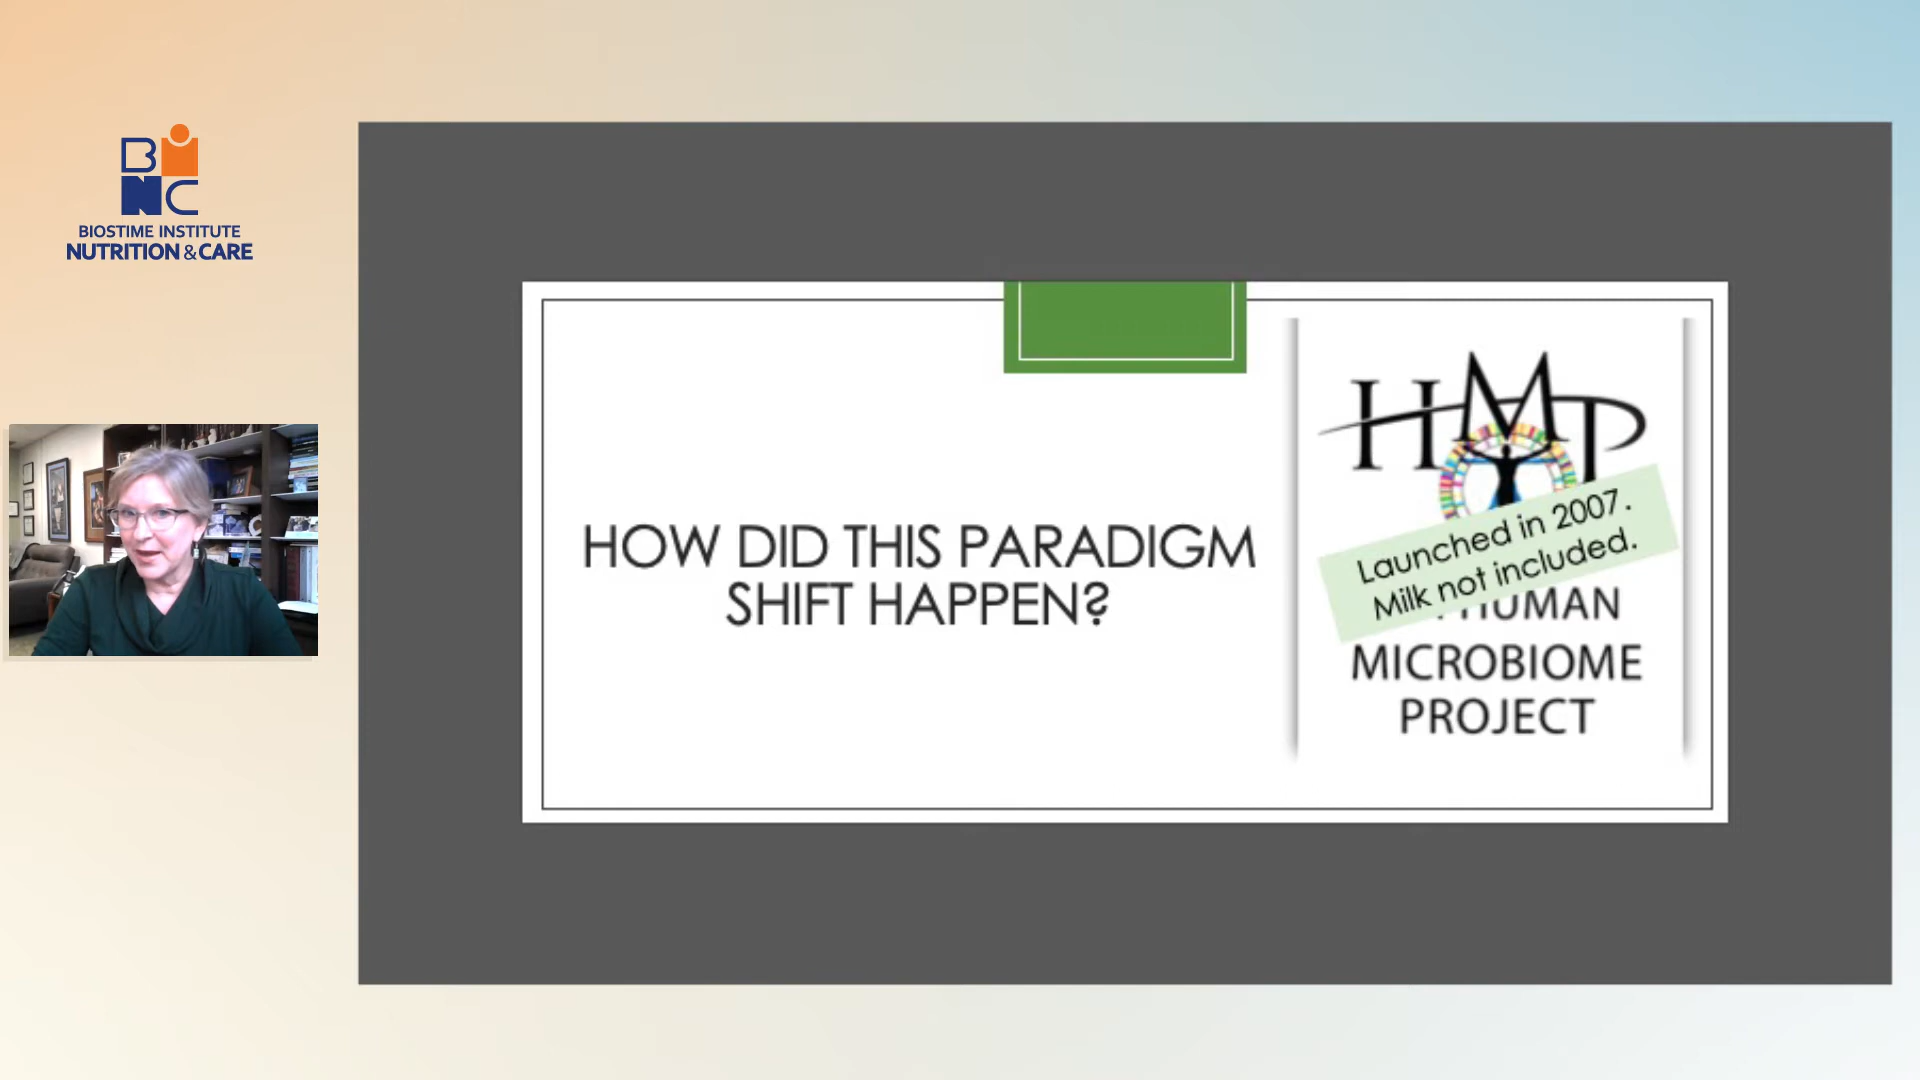 BINC
BIOSTIME INSTITUTE
NUTRITION & CARE
HOW DID THIS PARADIGM
SHIFT HAPPEN?
HMP
Launched in 2007.
Milk not included.
HUMAN
MICROBIOME
PROJECT